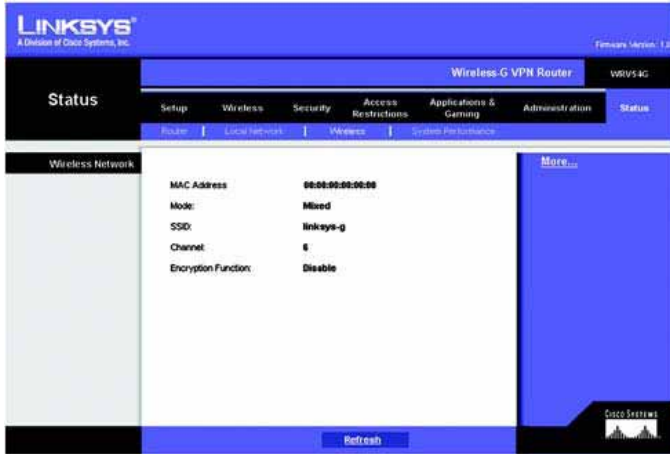 LINKSYS®
A Division of Cisco Systems, Inc.
Firmware Version: 1.0
Wireless-G VPN Router
WRV54G
Status
Setup
Wireless
Security
Access Restrictions
Applications & Gaming
Administration
Status
Router | Local Network | Wireless | System Performance
Wireless Network
More...
MAC Address 00:00:00:00:00:00
Mode: Mixed
SSID: linksys-g
Channel: 6
Encryption Function: Disable
CISCO SYSTEMS
Refresh